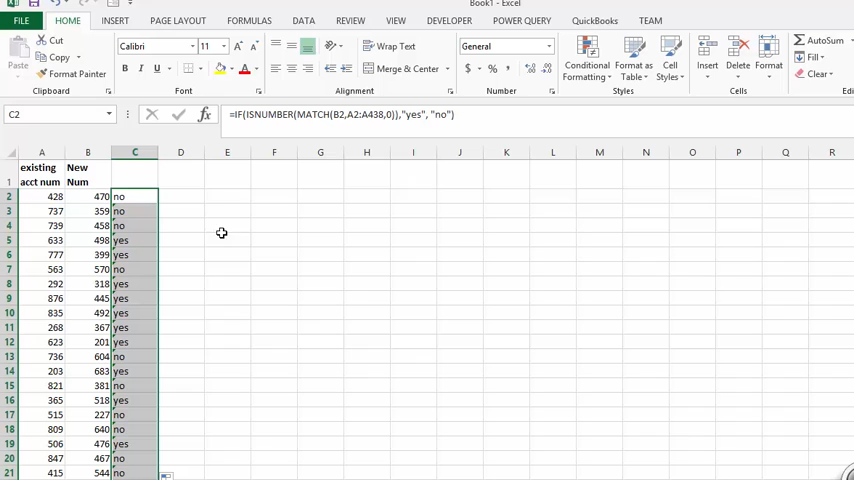 Book1 - Excel
FILE HOME INSERT PAGE LAYOUT FORMULAS DATA REVIEW VIEW DEVELOPER POWER QUERY QuickBooks TEAM
Cut Calibri 11 Wrap Text General AutoSum
Copy Fill
Paste Format Painter B I U Merge & Center $ % Conditional Formatting Format as Table Cell Styles Insert Delete Format Clear
Clipboard Font Alignment Number Styles Cells
C2 fx =IF(ISNUMBER(MATCH(B2,A2:A438,0)),"yes", "no")
A B C D E F G H I J K L M N O P Q R
existing New
1 acct num Num
2 428 470 no
3 737 359 no
4 739 458 no
5 633 498 yes
6 777 399 yes
7 563 570 no
8 292 318 yes
9 876 445 yes
10 835 492 yes
11 268 367 yes
12 623 201 yes
13 736 604 no
14 203 683 yes
15 821 381 no
16 365 518 yes
17 515 227 no
18 809 640 no
19 506 476 yes
20 847 467 no
21 415 544 no